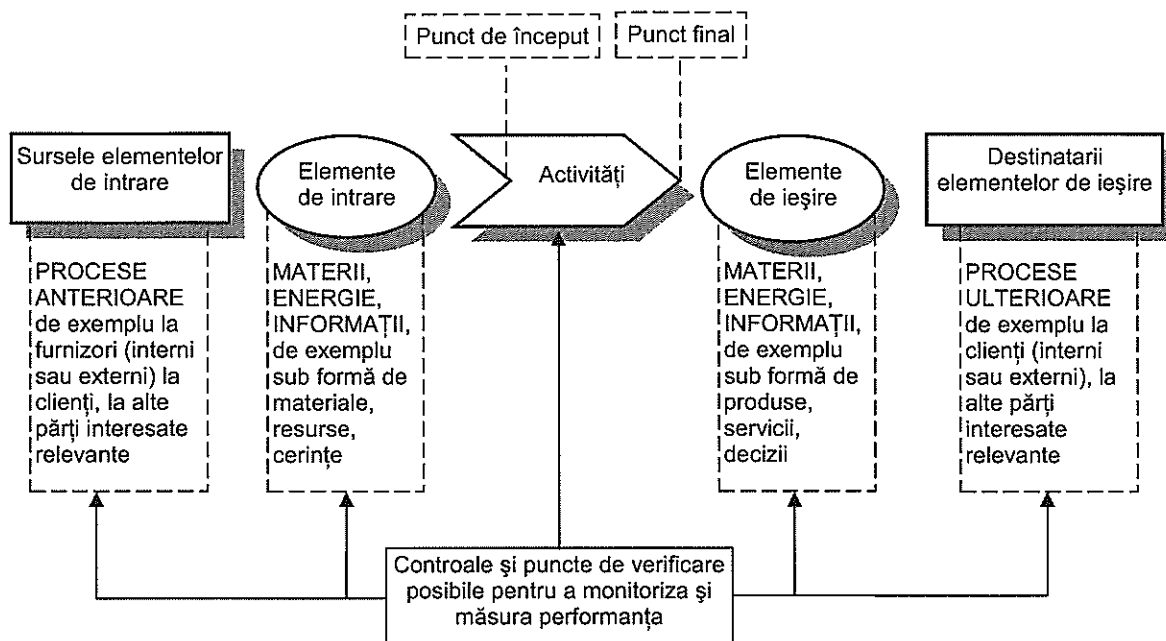 Punct de început
Punct final
Sursele elementelor
de intrare
Elemente
de intrare
Activități
Elemente
de ieşire
Destinatarii
elementelor de ieşire
PROCESE
ANTERIOARE
de exemplu la
furnizori (interni
sau externi) la
clienți, la alte
părți interesate
relevante
MATERII,
ENERGIE,
INFORMAȚII,
de exemplu
sub formă de
materiale,
resurse,
cerințe
MATERII,
ENERGIE,
INFORMAȚII,
de exemplu
sub formă de
produse,
servicii,
decizii
PROCESE
ULTERIOARE
de exemplu la
clienți (interni
sau externi), la
alte părți
interesate
relevante
Controale şi puncte de verificare
posibile pentru a monitoriza şi
măsura performanța